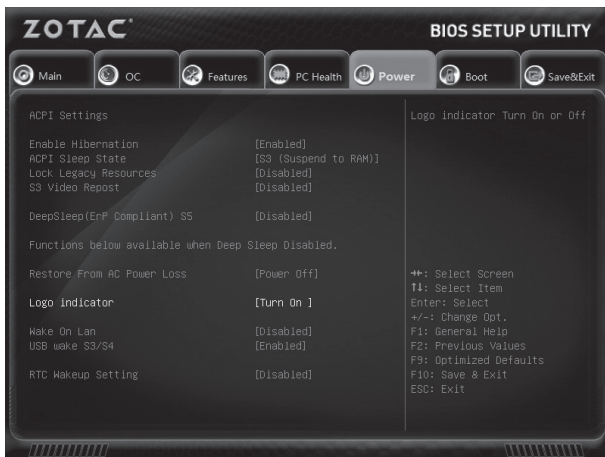 ZOTAC BIOS SETUP UTILITY
Main OC Features PC Health Power Boot Save&Exit
ACPI Settings
Enable Hibernation [Enabled]
ACPI Sleep State [S3 (Suspend to RAM)]
Lock Legacy Resources [Disabled]
S3 Video Repost [Disabled]
DeepSleep(ErP Compliant) S5 [Disabled]
Functions below available when Deep Sleep Disabled.
Restore From AC Power Loss [Power Off]
Logo indicator [Turn On ]
Wake On Lan [Disabled]
USB wake S3/S4 [Enabled]
RTC Wakeup Setting [Disabled]
Logo indicator Turn On or Off
→←: Select Screen
↑↓: Select Item
Enter: Select
+/-: Change Opt.
F1: General Help
F2: Previous Values
F9: Optimized Defaults
F10: Save & Exit
ESC: Exit